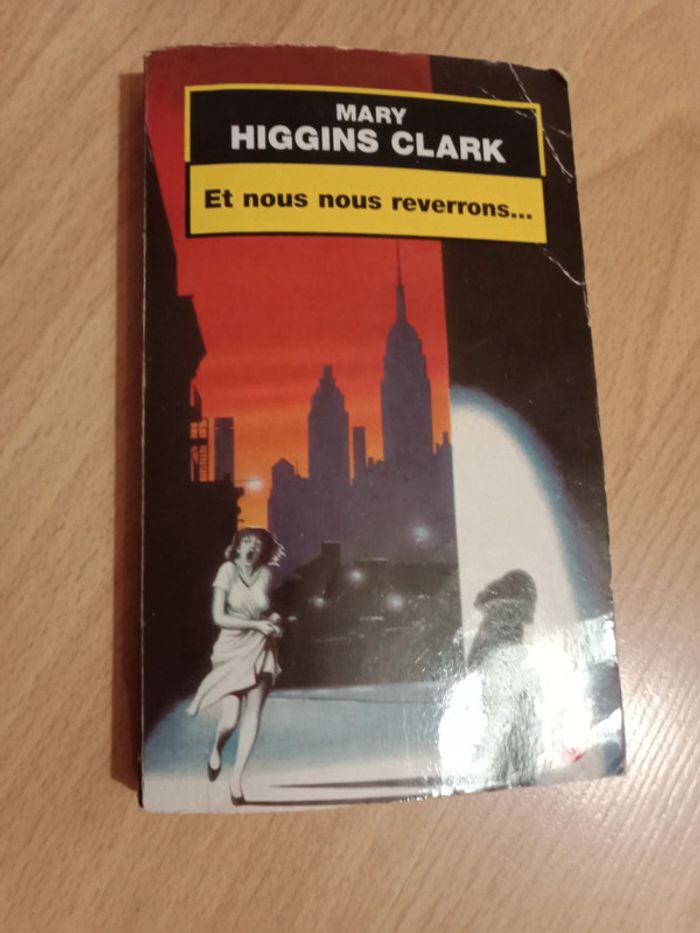 MARY
HIGGINS CLARK
Et nous nous reverrons...